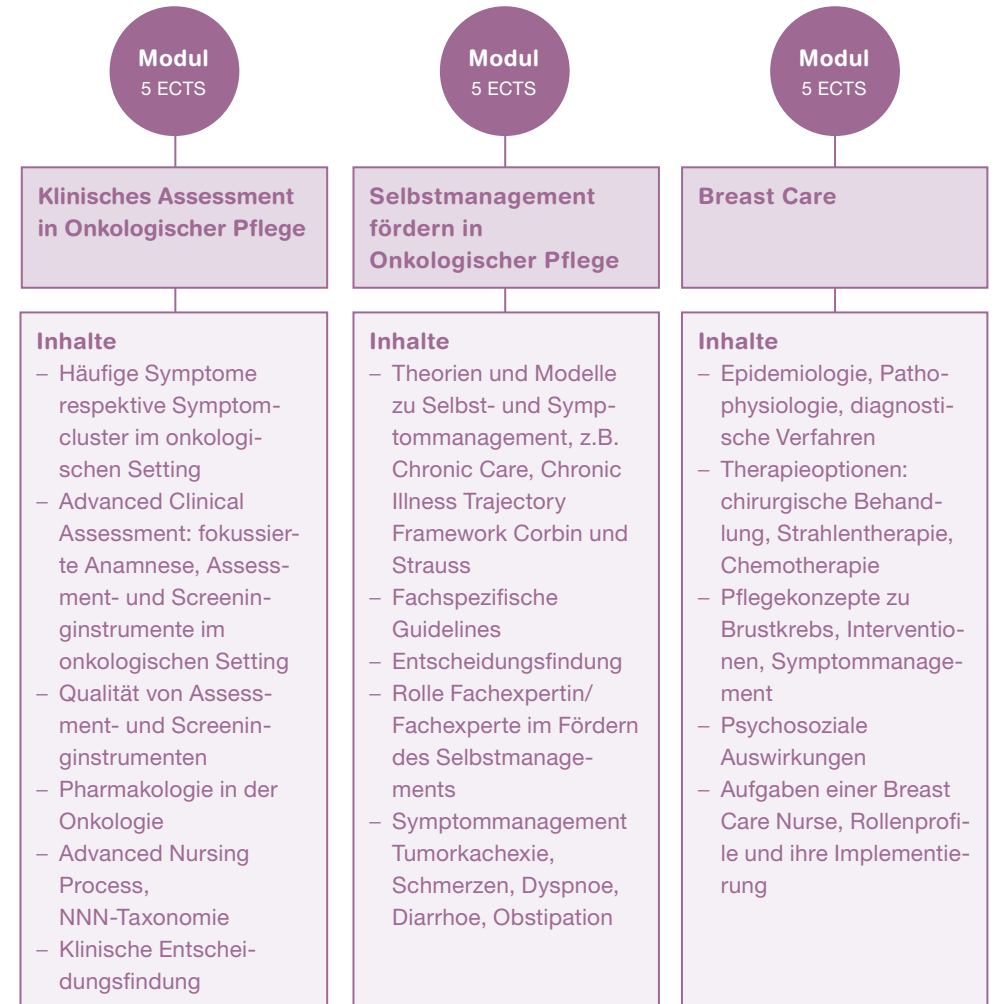 Modul
5 ECTS
Klinisches Assessment
in Onkologischer Pflege
Inhalte
– Häufige Symptome
respektive Symptom-
cluster im onkologi-
schen Setting
– Advanced Clinical
Assessment: fokussier-
te Anamnese, Assess-
ment- und Screenin-
ginstrumente im
onkologischen Setting
– Qualität von Assess-
ment- und Screenin-
ginstrumenten
– Pharmakologie in der
Onkologie
– Advanced Nursing
Process,
NNN-Taxonomie
– Klinische Entschei-
dungsfindung
Modul
5 ECTS
Selbstmanagement
fördern in
Onkologischer Pflege
Inhalte
– Theorien und Modelle
zu Selbst- und Symp-
tommanagement, z.B.
Chronic Care, Chronic
Illness Trajectory
Framework Corbin und
Strauss
– Fachspezifische
Guidelines
– Entscheidungsfindung
– Rolle Fachexpertin/
Fachexperte im Fördern
des Selbstmanage-
ments
– Symptommanagement
Tumorkachexie,
Schmerzen, Dyspnoe,
Diarrhoe, Obstipation
Modul
5 ECTS
Breast Care
Inhalte
– Epidemiologie, Patho-
physiologie, diagnosti-
sche Verfahren
– Therapieoptionen:
chirurgische Behand-
lung, Strahlentherapie,
Chemotherapie
– Pflegekonzepte zu
Brustkrebs, Interventio-
nen, Symptommanage-
ment
– Psychosoziale
Auswirkungen
– Aufgaben einer Breast
Care Nurse, Rollenprofi-
le und ihre Implementie-
rung